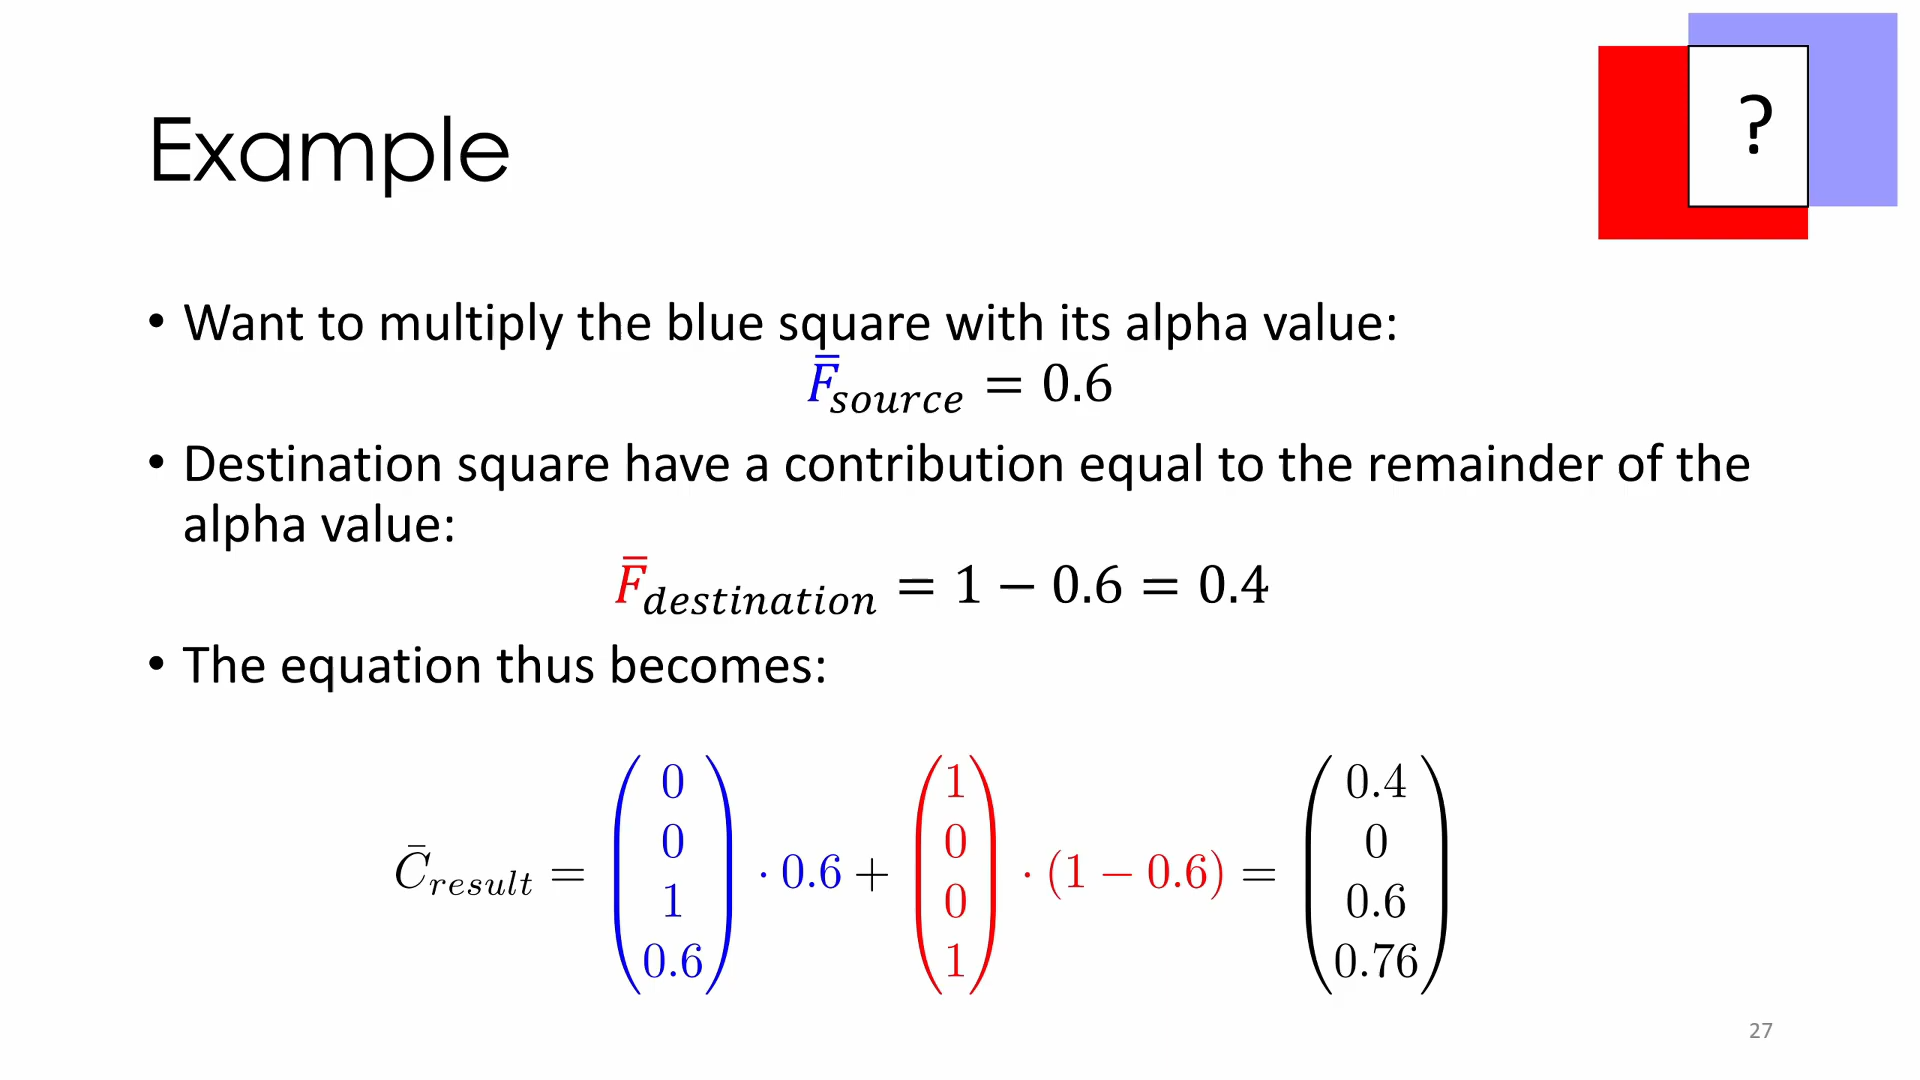 ?
Example
• Want to multiply the blue square with its alpha value:
F̅source = 0.6
• Destination square have a contribution equal to the remainder of the
alpha value:
F̅destination = 1 − 0.6 = 0.4
• The equation thus becomes:
C̄result = (0 0 1 0.6) · 0.6 + (1 0 0 1) · (1 − 0.6) = (0.4 0 0.6 0.76)
27